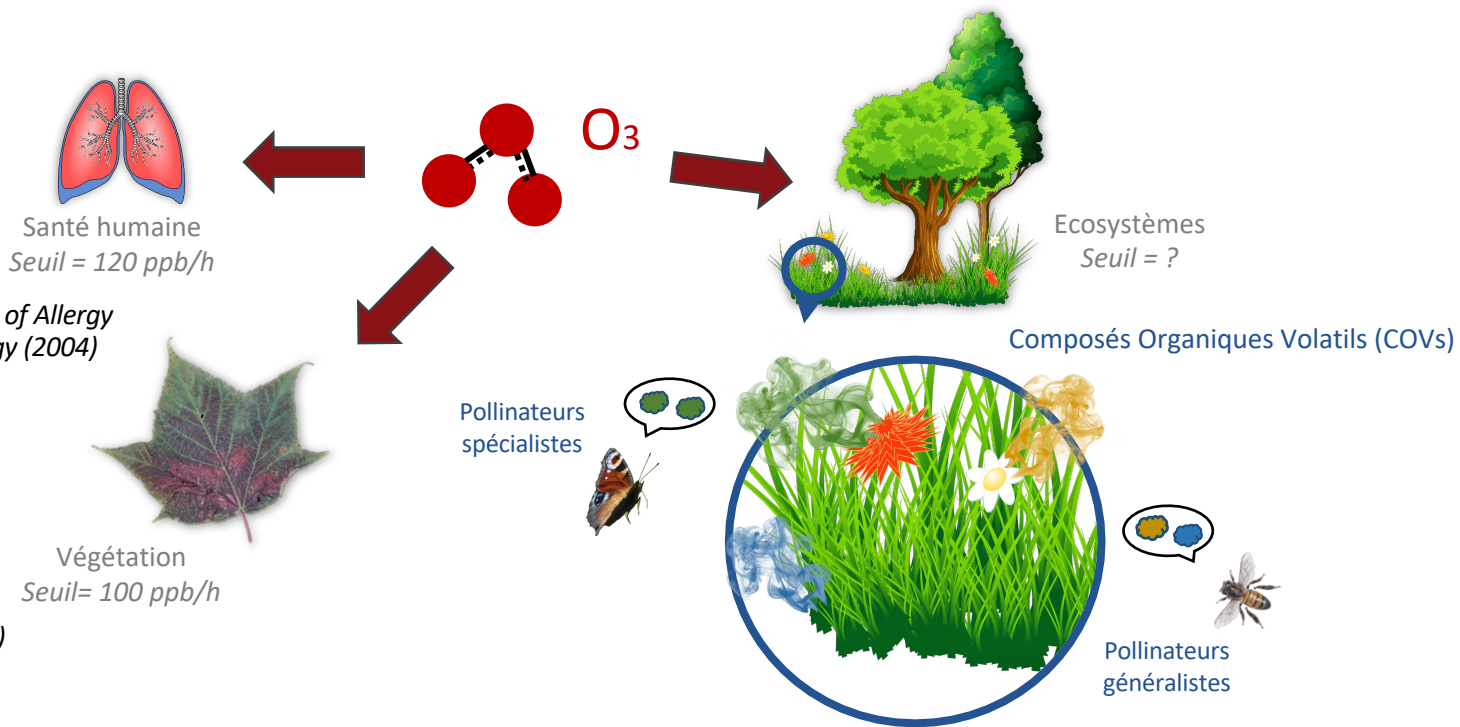 O3
Santé humaine
Seuil = 120 ppb/h
of Allergy
gy (2004)
Végétation
Seuil= 100 ppb/h
)
Ecosystèmes
Seuil = ?
Composés Organiques Volatils (COVs)
Pollinateurs
spécialistes
Pollinateurs
généralistes